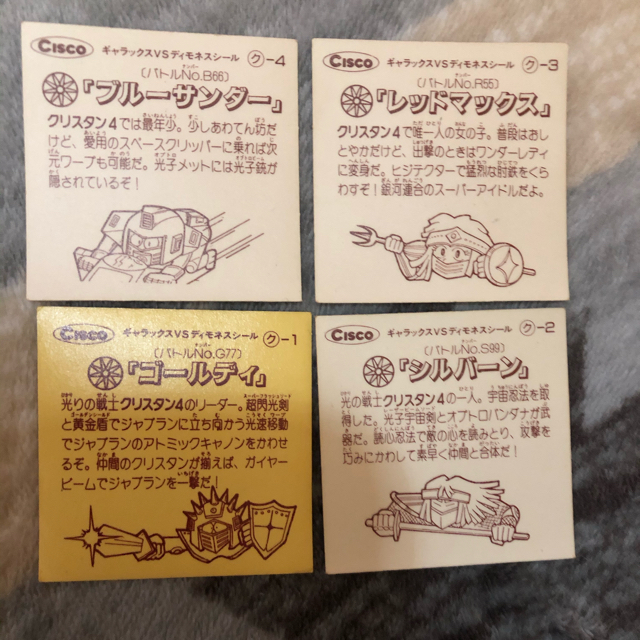 CISCO ギャラックスVSディモネスシール ク-4
(バトルNo.B66)
「ブルーサンダー」
クリスタン4では最年少。少しあわてん坊だ
けど、愛用のスペースクリッパーに乗れば次
元ワープも可能だ。光子メットには光子銃が
隠されているぞ!
CISCO ギャラックスVSディモネスシール ク-3
(バトルNo.R55)
「レッドマックス」
クリスタン4で唯一人の女の子。普段はおし
とやかだけど、出撃のときはワンダーレディ
に変身だ。ヒジテクターで猛烈な肘鉄をくら
わすぞ!銀河連合のスーパーアイドルだよ。
CISCO ギャラックスVSディモネスシール ク-1
(バトルNo.G77)
「ゴールディ」
光りの戦士クリスタン4のリーダー。超閃光剣
と黄金盾でジャプランに立ち向かう光速移動
でジャプランのアトミックキャノンをかわせ
るぞ。仲間のクリスタンが揃えば、ガイヤー
ビームでジャプランを一撃だ!
CISCO ギャラックスVSディモネスシール ク-2
(バトルNo.S99)
「シルバーン」
光の戦士クリスタン4の一人。宇宙忍法を取
得した。光子宇宙剣とオプトロバンダナが武
器だ。読心忍法で敵の心を読みとり、攻撃を
巧みにかわして素早く仲間と合体だ!